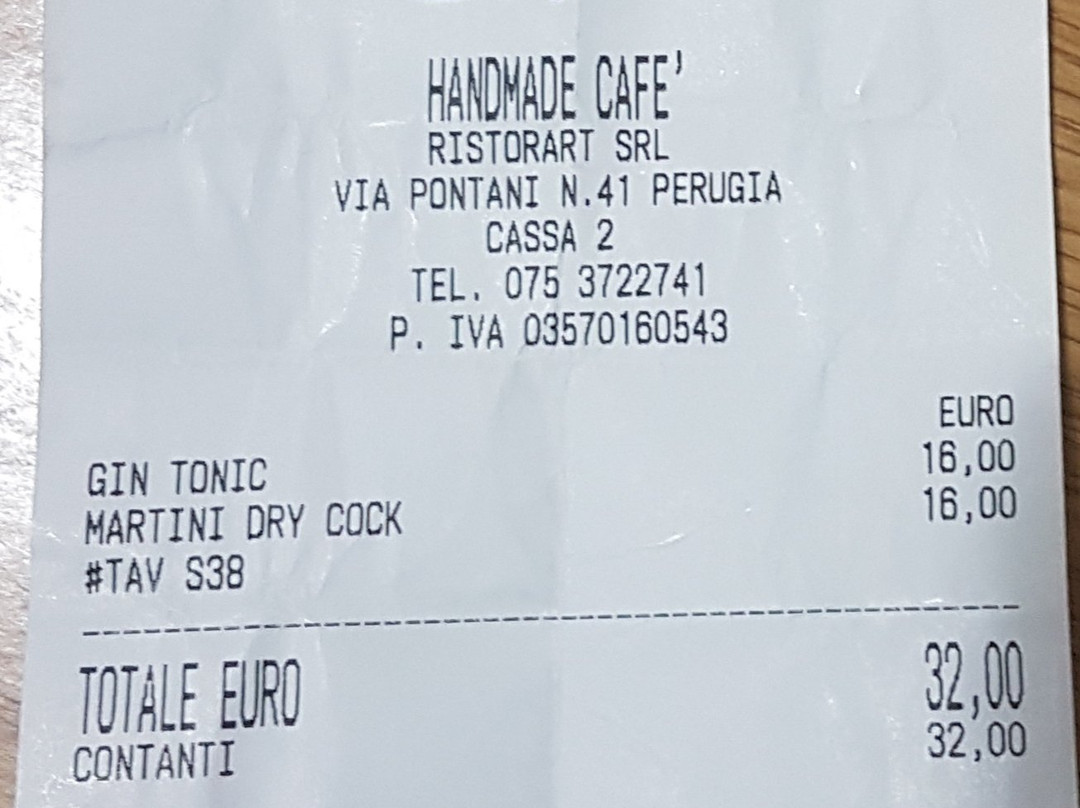 HANDMADE CAFE'
RISTORART SRL
VIA PONTANI N.41 PERUGIA
CASSA 2
TEL. 075 3722741
P. IVA 03570160543
EURO
GIN TONIC 16,00
MARTINI DRY COCK 16,00
#TAV S38
--------------------------------
TOTALE EURO 32,00
CONTANTI 32,00